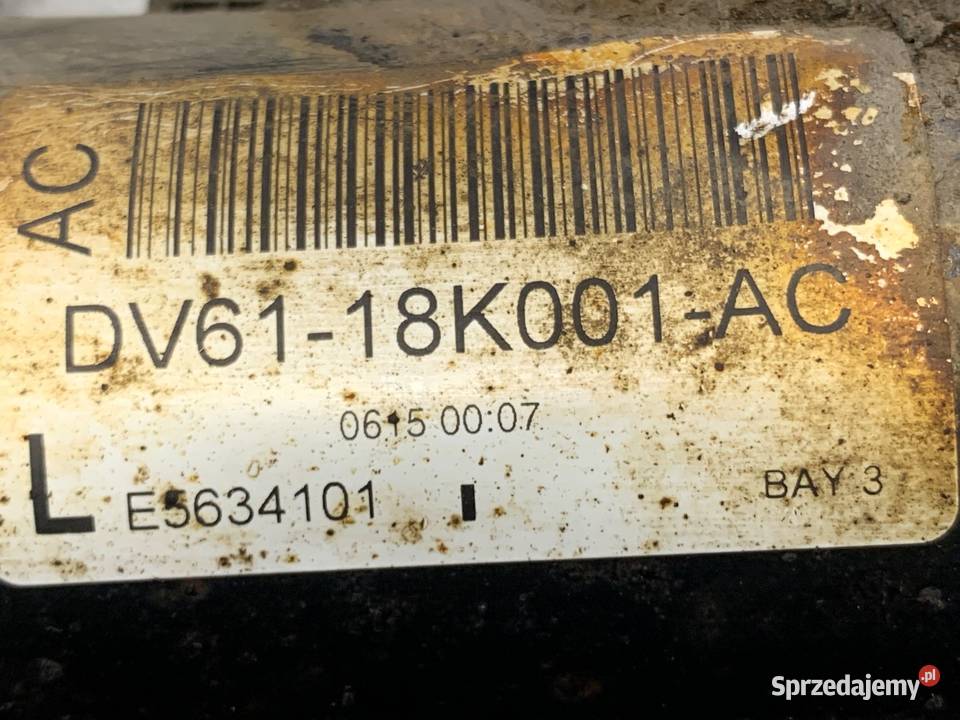 AC
DV61-18K001-AC
0615 00:07
L E5634101 BAY 3
Sprzedajemy.pl